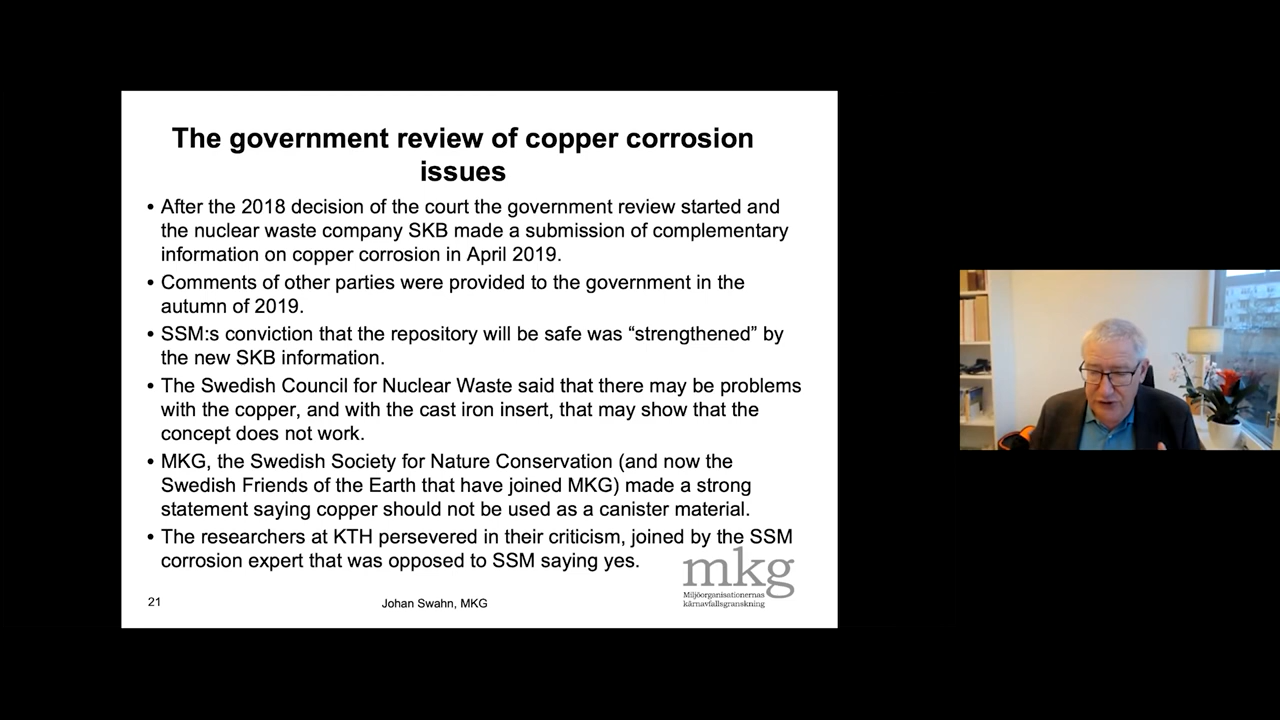 The government review of copper corrosion
issues
• After the 2018 decision of the court the government review started and
the nuclear waste company SKB made a submission of complementary
information on copper corrosion in April 2019.
• Comments of other parties were provided to the government in the
autumn of 2019.
• SSM:s conviction that the repository will be safe was “strengthened” by
the new SKB information.
• The Swedish Council for Nuclear Waste said that there may be problems
with the copper, and with the cast iron insert, that may show that the
concept does not work.
• MKG, the Swedish Society for Nature Conservation (and now the
Swedish Friends of the Earth that have joined MKG) made a strong
statement saying copper should not be used as a canister material.
• The researchers at KTH persevered in their criticism, joined by the SSM
corrosion expert that was opposed to SSM saying yes.
mkg
Miljöorganisationernas
kärnavfallsgranskning
21
Johan Swahn, MKG